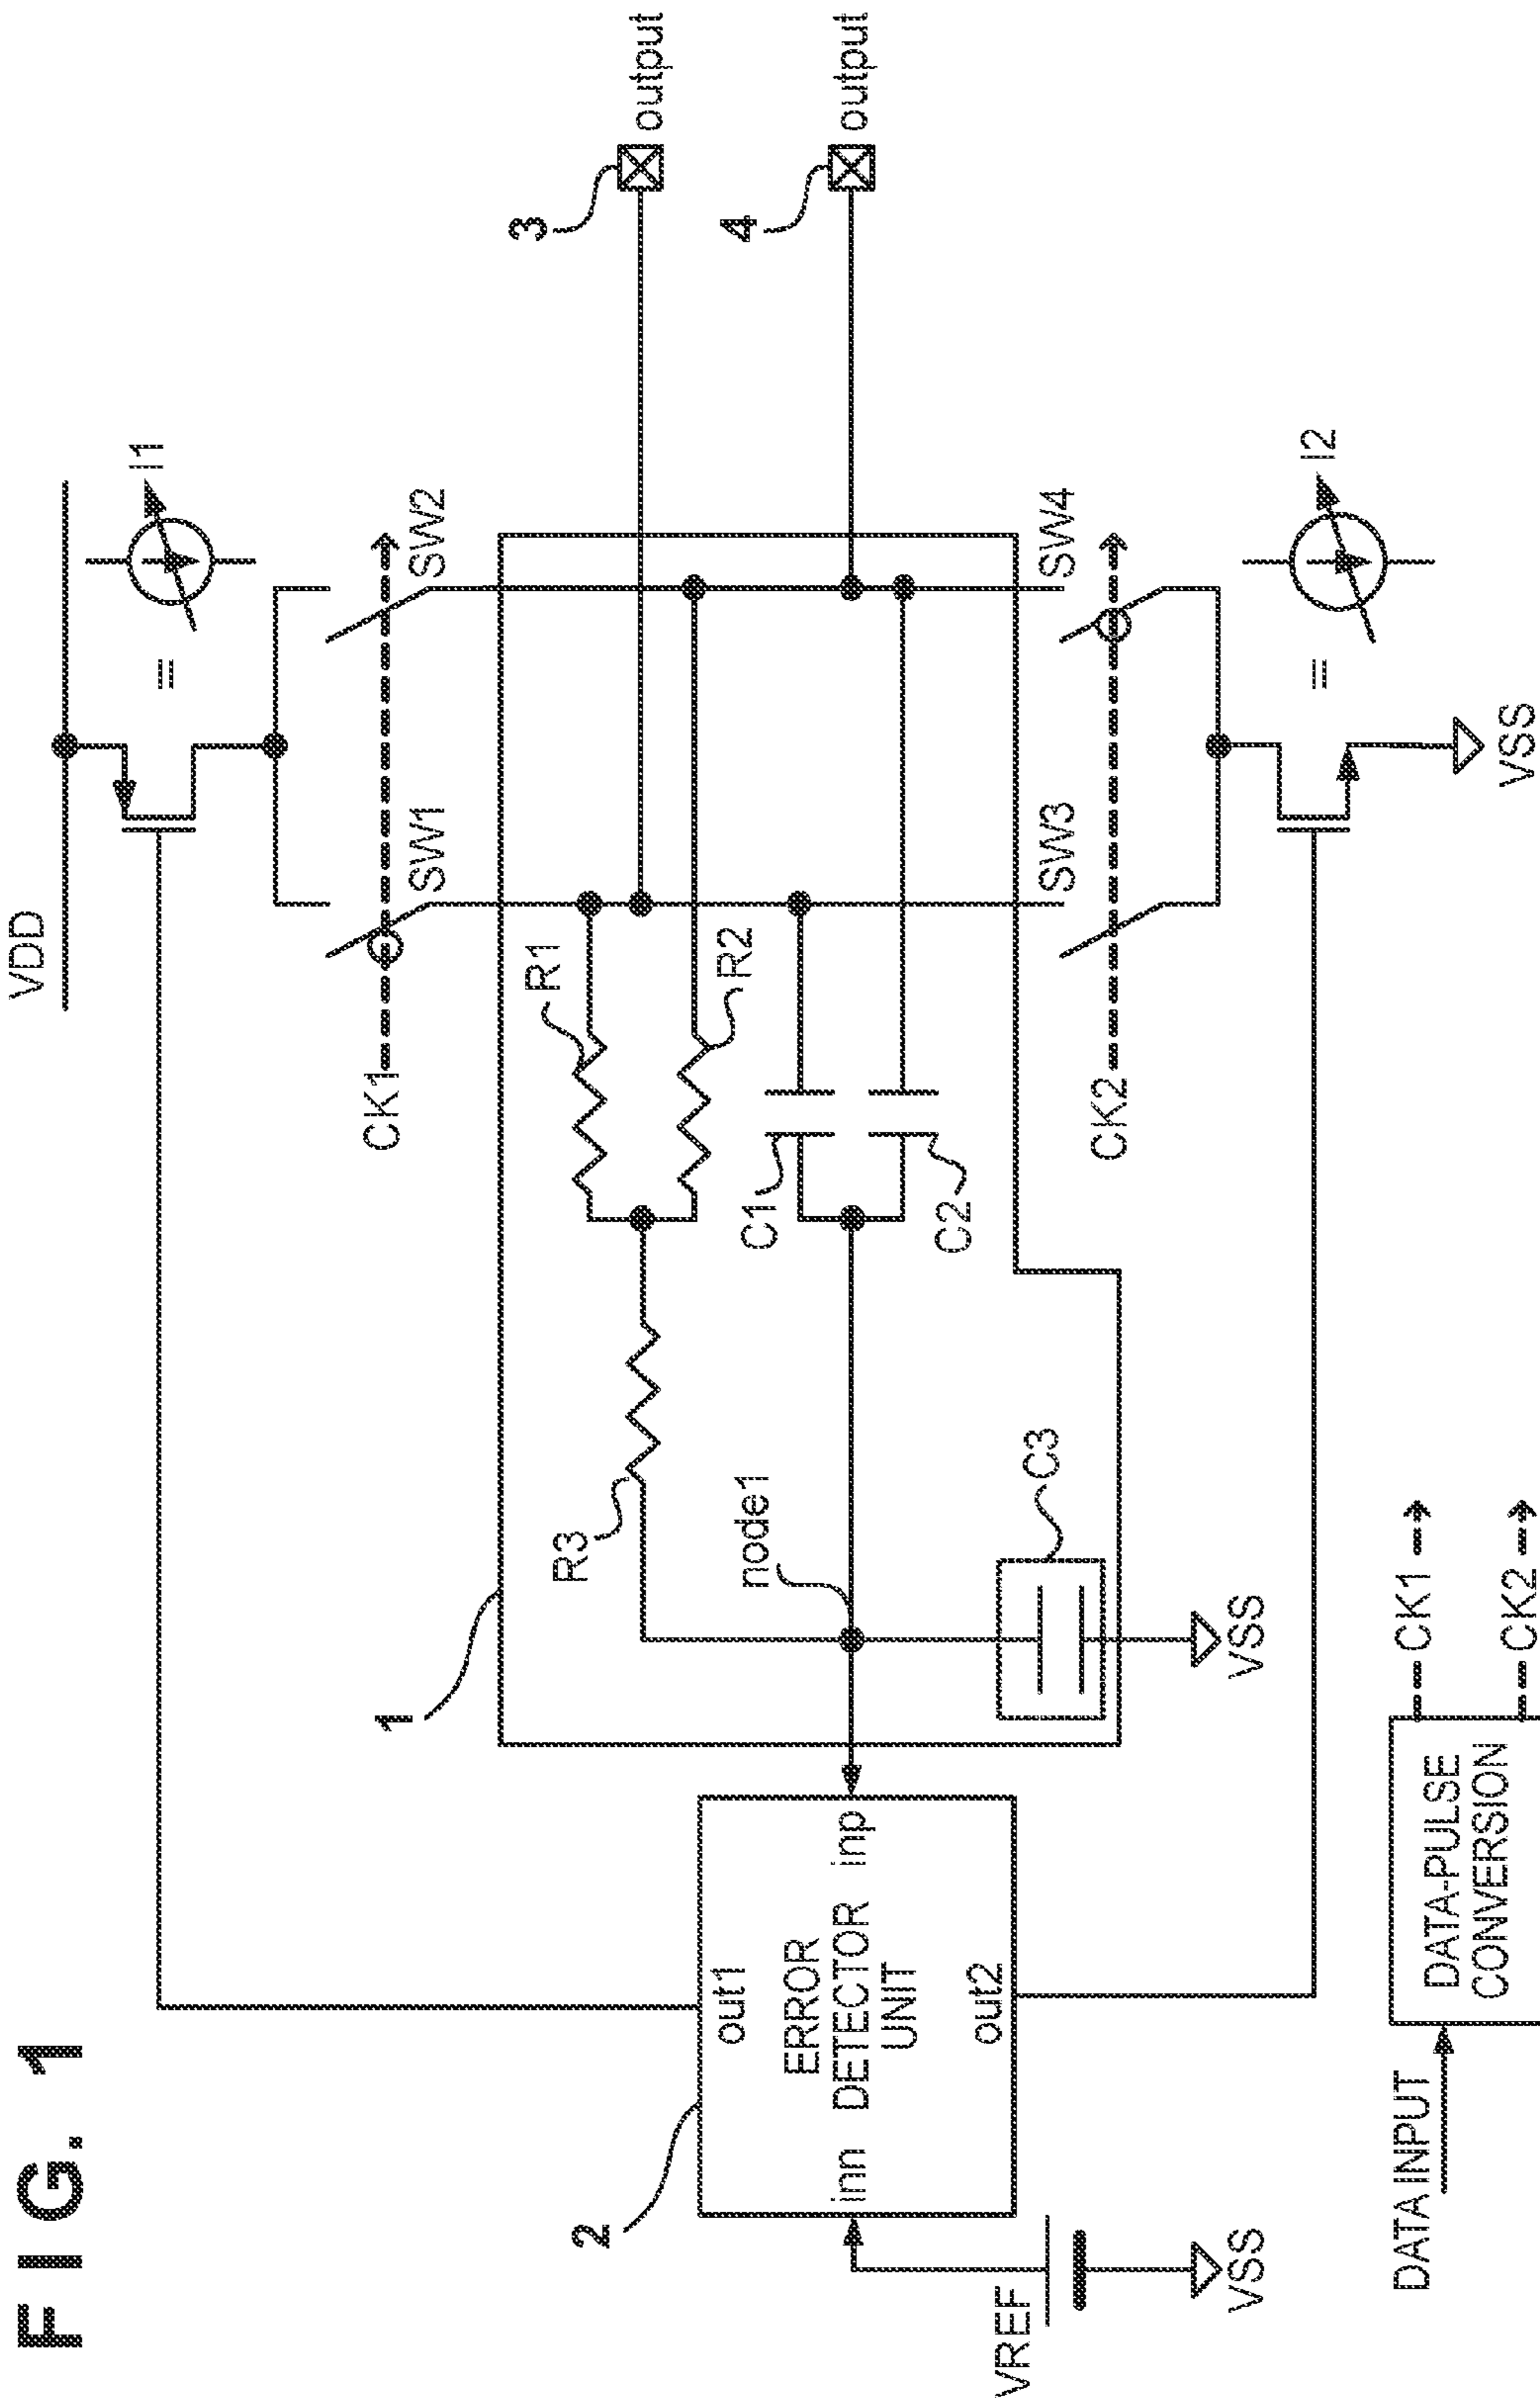 FIG. 1
VDD
I1
=
CK1
SW1
SW2
1
R1
R2
R3
3
output
C1
C2
node1
4
output
2
out1
ERROR
DETECTOR
UNIT
inn
inp
out2
C3
SW3
SW4
CK2
VREF
VSS
VSS
I2
=
VSS
DATA INPUT
DATA-PULSE
CONVERSION
CK1
CK2